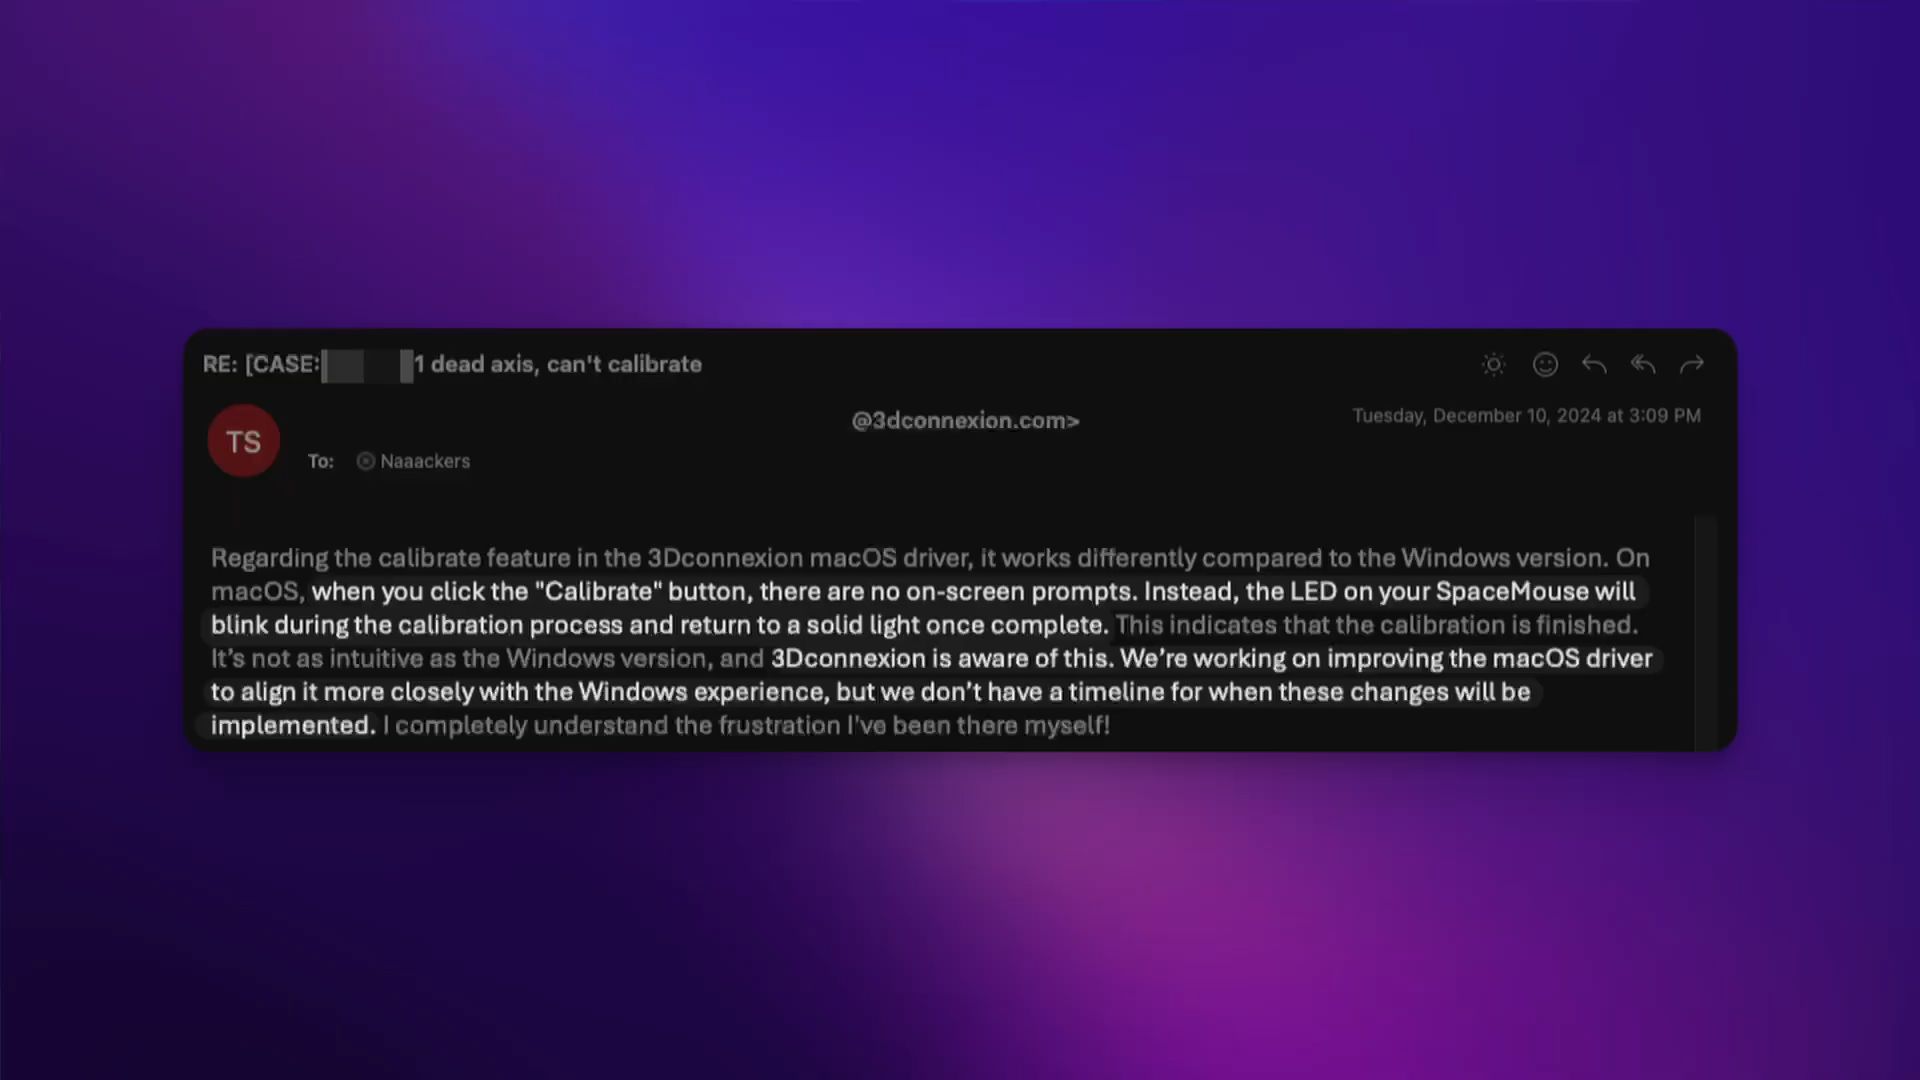 RE: [CASE: 1 dead axis, can't calibrate
@3dconnexion.com>
Tuesday, December 10, 2024 at 3:09 PM
TS
To: Naaackers
Regarding the calibrate feature in the 3Dconnexion macOS driver, it works differently compared to the Windows version. On
macOS, when you click the "Calibrate" button, there are no on-screen prompts. Instead, the LED on your SpaceMouse will
blink during the calibration process and return to a solid light once complete. This indicates that the calibration is finished.
It’s not as intuitive as the Windows version, and 3Dconnexion is aware of this. We’re working on improving the macOS driver
to align it more closely with the Windows experience, but we don’t have a timeline for when these changes will be
implemented. I completely understand the frustration I've been there myself!